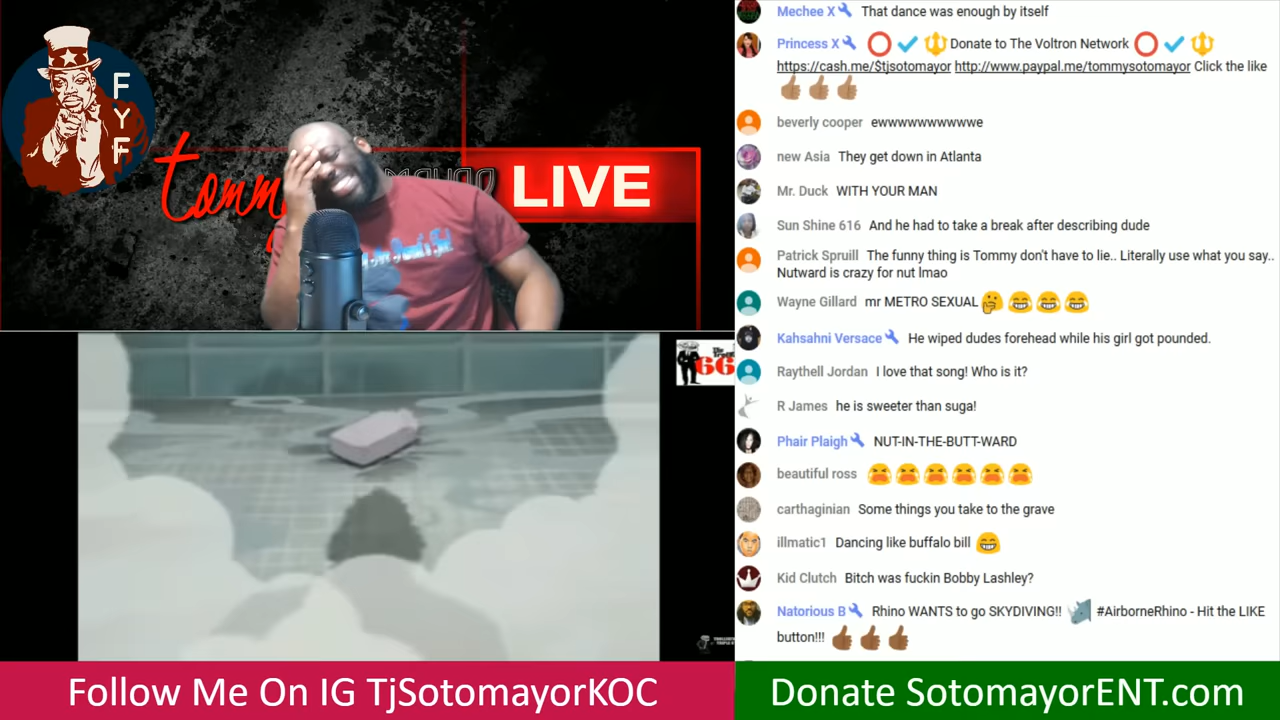 F
Y
F
tommy
LIVE
66
Follow Me On IG TjSotomayorKOC
Mechee X That dance was enough by itself
Princess X ⭕ ✔ 🔱 Donate to The Voltron Network ⭕ ✔ 🔱
https://cash.me/$tjsotomayor http://www.paypal.me/tommysotomayor Click the like
👍🏽 👍🏽 👍🏽
beverly cooper ewwwwwwwwwwe
new Asia They get down in Atlanta
Mr. Duck WITH YOUR MAN
Sun Shine 616 And he had to take a break after describing dude
Patrick Spruill The funny thing is Tommy don't have to lie.. Literally use what you say..
Nutward is crazy for nut lmao
Wayne Gillard mr METRO SEXUAL 🤔 😂 😂 😂
Kahsahni Versace He wiped dudes forehead while his girl got pounded.
Raythell Jordan I love that song! Who is it?
R James he is sweeter than suga!
Phair Plaigh NUT-IN-THE-BUTT-WARD
beautiful ross 😫 😫 😫 😫 😫 😫
carthaginian Some things you take to the grave
illmatic1 Dancing like buffalo bill 😁
Kid Clutch Bitch was fuckin Bobby Lashley?
Natorious B Rhino WANTS to go SKYDIVING!! 🦏 #AirborneRhino - Hit the LIKE
button!!! 👍🏽 👍🏽 👍🏽
Donate SotomayorENT.com